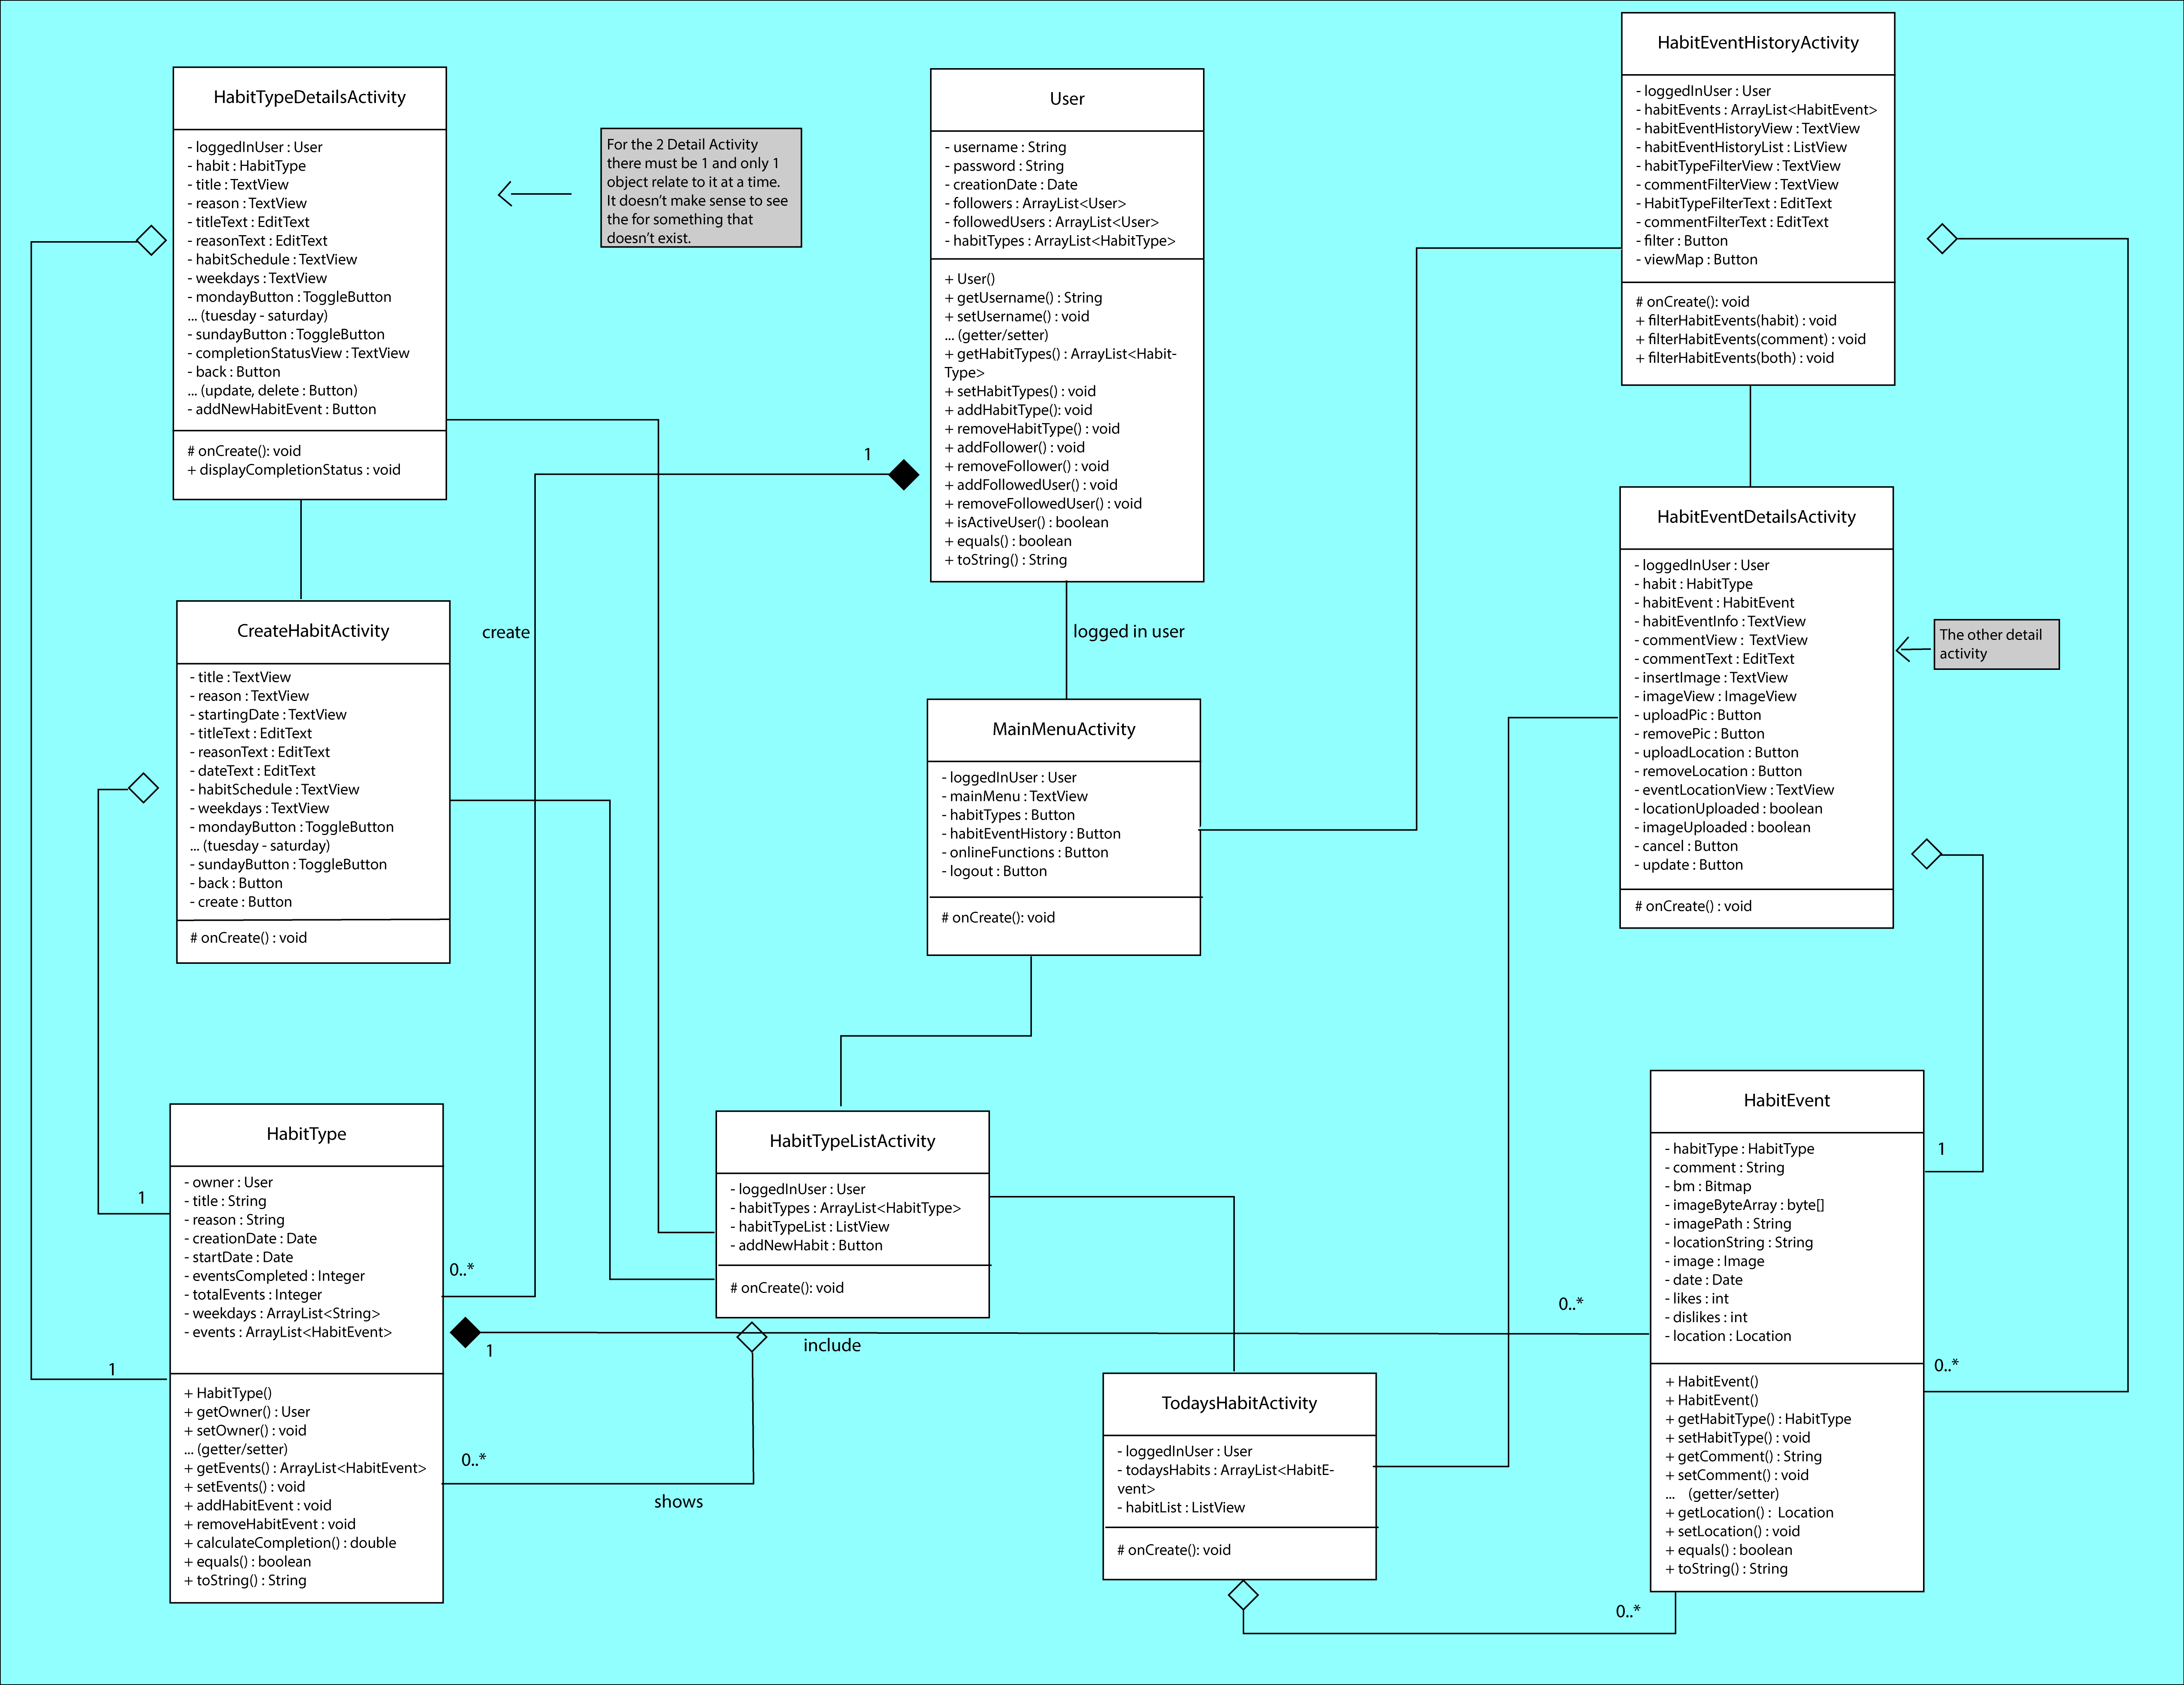 HabitTypeDetailsActivity
- loggedInUser : User
- habit : HabitType
- title : TextView
- reason : TextView
- titleText : EditText
- reasonText : EditText
- habitSchedule : TextView
- weekdays : TextView
- mondayButton : ToggleButton
... (tuesday - saturday)
- sundayButton : ToggleButton
- completionStatusView : TextView
- back : Button
... (update, delete : Button)
- addNewHabitEvent : Button
# onCreate(): void
+ displayCompletionStatus : void
For the 2 Detail Activity
there must be 1 and only 1
object relate to it at a time.
It doesn't make sense to see
the for something that
doesn't exist.
User
- username : String
- password : String
- creationDate : Date
- followers : ArrayList<User>
- followedUsers : ArrayList<User>
- habitTypes : ArrayList<HabitType>
+ User()
+ getUsername() : String
+ setUsername() : void
... (getter/setter)
+ getHabitTypes() : ArrayList<Habit-
Type>
+ setHabitTypes() : void
+ addHabitType(): void
+ removeHabitType() : void
+ addFollower() : void
+ removeFollower() : void
+ addFollowedUser() : void
+ removeFollowedUser() : void
+ isActiveUser() : boolean
+ equals() : boolean
+ toString() : String
1
HabitEventHistoryActivity
- loggedInUser : User
- habitEvents : ArrayList<HabitEvent>
- habitEventHistoryView : TextView
- habitEventHistoryList : ListView
- habitTypeFilterView : TextView
- commentFilterView : TextView
- HabitTypeFilterText : EditText
- commentFilterText : EditText
- filter : Button
- viewMap : Button
# onCreate(): void
+ filterHabitEvents(habit) : void
+ filterHabitEvents(comment) : void
+ filterHabitEvents(both) : void
CreateHabitActivity
- title : TextView
- reason : TextView
- startingDate : TextView
- titleText : EditText
- reasonText : EditText
- dateText : EditText
- habitSchedule : TextView
- weekdays : TextView
- mondayButton : ToggleButton
... (tuesday - saturday)
- sundayButton : ToggleButton
- back : Button
- create : Button
# onCreate() : void
create
logged in user
MainMenuActivity
- loggedInUser : User
- mainMenu : TextView
- habitTypes : Button
- habitEventHistory : Button
- onlineFunctions : Button
- logout : Button
# onCreate(): void
HabitEventDetailsActivity
- loggedInUser : User
- habit : HabitType
- habitEvent : HabitEvent
- habitEventInfo : TextView
- commentView :  TextView
- commentText : EditText
- insertImage : TextView
- imageView : ImageView
- uploadPic : Button
- removePic : Button
- uploadLocation : Button
- removeLocation : Button
- eventLocationView : TextView
- locationUploaded : boolean
- imageUploaded : boolean
- cancel : Button
- update : Button
# onCreate() : void
The other detail
activity
HabitType
- owner : User
- title : String
- reason : String
- creationDate : Date
- startDate : Date
- eventsCompleted : Integer
- totalEvents : Integer
- weekdays : ArrayList<String>
- events : ArrayList<HabitEvent>
+ HabitType()
+ getOwner() : User
+ setOwner() : void
... (getter/setter)
+ getEvents() : ArrayList<HabitEvent>
+ setEvents() : void
+ addHabitEvent : void
+ removeHabitEvent : void
+ calculateCompletion() : double
+ equals() : boolean
+ toString() : String
1
1
0..*
1
0..*
HabitTypeListActivity
- loggedInUser : User
- habitTypes : ArrayList<HabitType>
- habitTypeList : ListView
- addNewHabit : Button
# onCreate(): void
include
shows
TodaysHabitActivity
- loggedInUser : User
- todaysHabits : ArrayList<HabitE-
vent>
- habitList : ListView
# onCreate(): void
0..*
HabitEvent
- habitType : HabitType
- comment : String
- bm : Bitmap
- imageByteArray : byte[]
- imagePath : String
- locationString : String
- image : Image
- date : Date
- likes : int
- dislikes : int
- location : Location
+ HabitEvent()
+ HabitEvent()
+ getHabitType() : HabitType
+ setHabitType() : void
+ getComment() : String
+ setComment() : void
...   (getter/setter)
+ getLocation() :  Location
+ setLocation() : void
+ equals() : boolean
+ toString() : String
1
0..*
0..*